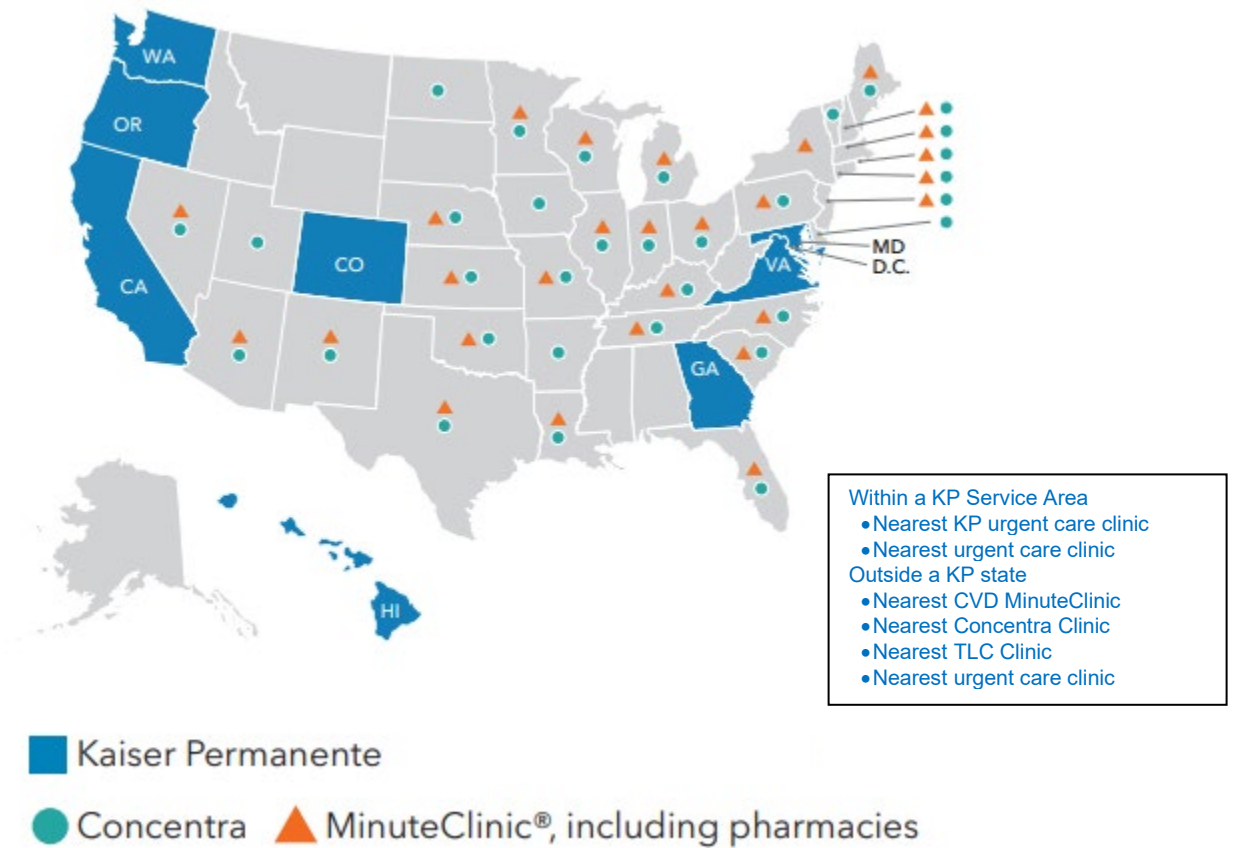 WA
OR
CA
CO
MD
D.C.
VA
GA
HI
Within a KP Service Area
•Nearest KP urgent care clinic
•Nearest urgent care clinic
Outside a KP state
•Nearest CVD MinuteClinic
•Nearest Concentra Clinic
•Nearest TLC Clinic
•Nearest urgent care clinic
Kaiser Permanente
Concentra MinuteClinic®, including pharmacies